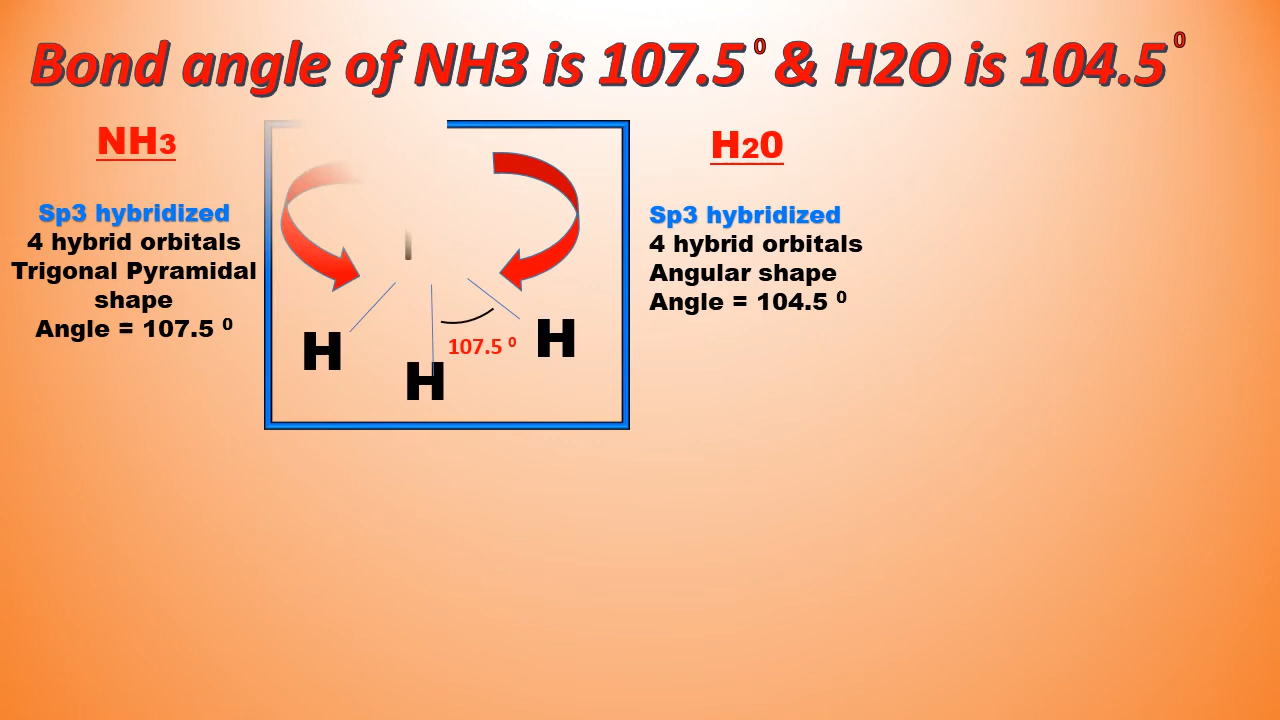 Bond angle of NH3 is 107.5 ⁰ & H2O is 104.5 ⁰
NH₃
Sp3 hybridized
4 hybrid orbitals
Trigonal Pyramidal
shape
Angle = 107.5 ⁰
H
H
H
107.5 ⁰
H₂0
Sp3 hybridized
4 hybrid orbitals
Angular shape
Angle = 104.5 ⁰